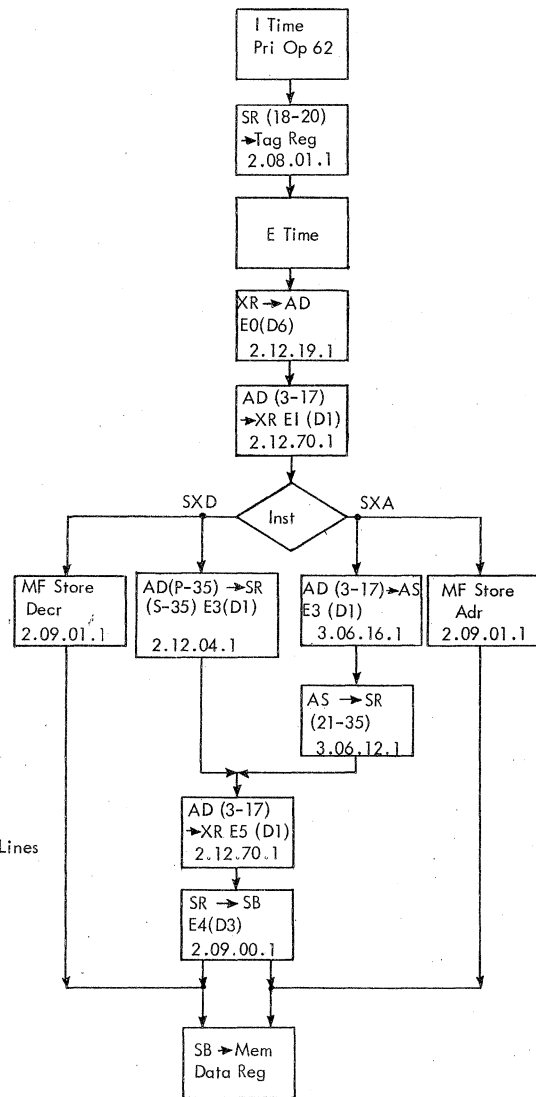 I Time
Pri Op 62
SR (18-20)
→Tag Reg
2.08.01.1
E Time
XR → AD
E0(D6)
2.12.19.1
AD (3-17)
→XR E1 (D1)
2.12.70.1
SXD
Inst
SXA
MF Store
Decr
2.09.01.1
AD(P-35) →SR
(S-35) E3(D1)
2.12.04.1
AD (3-17)→AS
E3 (D1)
3.06.16.1
MF Store
Adr
2.09.01.1
AS → SR
(21-35)
3.06.12.1
AD (3-17)
→XR E5 (D1)
2.12.70.1
Lines
SR → SB
E4(D3)
2.09.00.1
SB → Mem
Data Reg